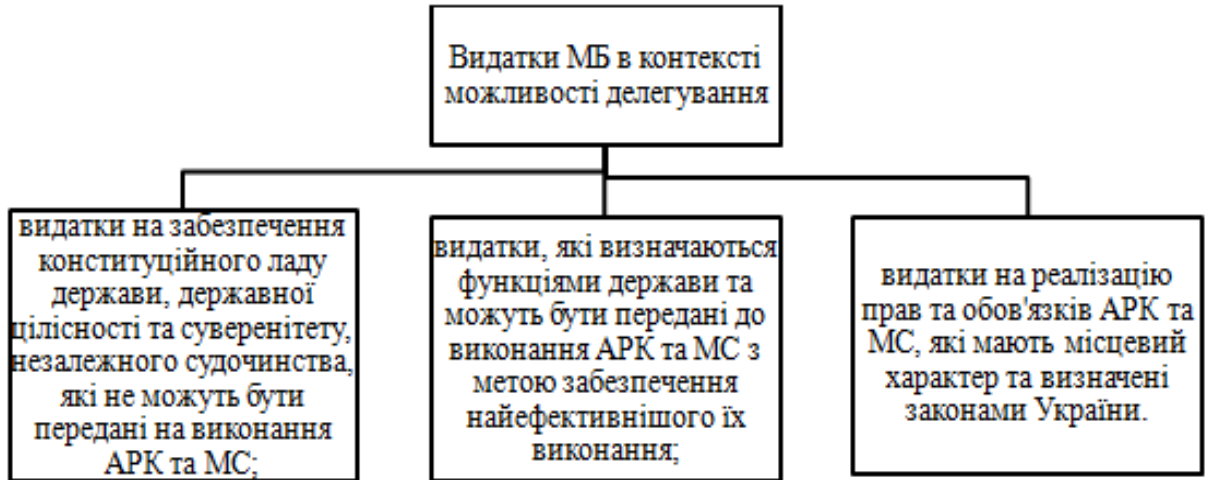 Видатки МБ в контексті
можливості делегування
видатки на забезпечення
конституційного ладу
держави, державної
цілісності та суверенітету,
незалежного судочинства,
які не можуть бути
передані на виконання
АРК та МС;
видатки, які визначаються
функціями держави та
можуть бути передані до
виконання АРК та МС з
метою забезпечення
найефективнішого їх
виконання;
видатки на реалізацію
прав та обов'язків АРК та
МС, які мають місцевий
характер та визначені
законами України.